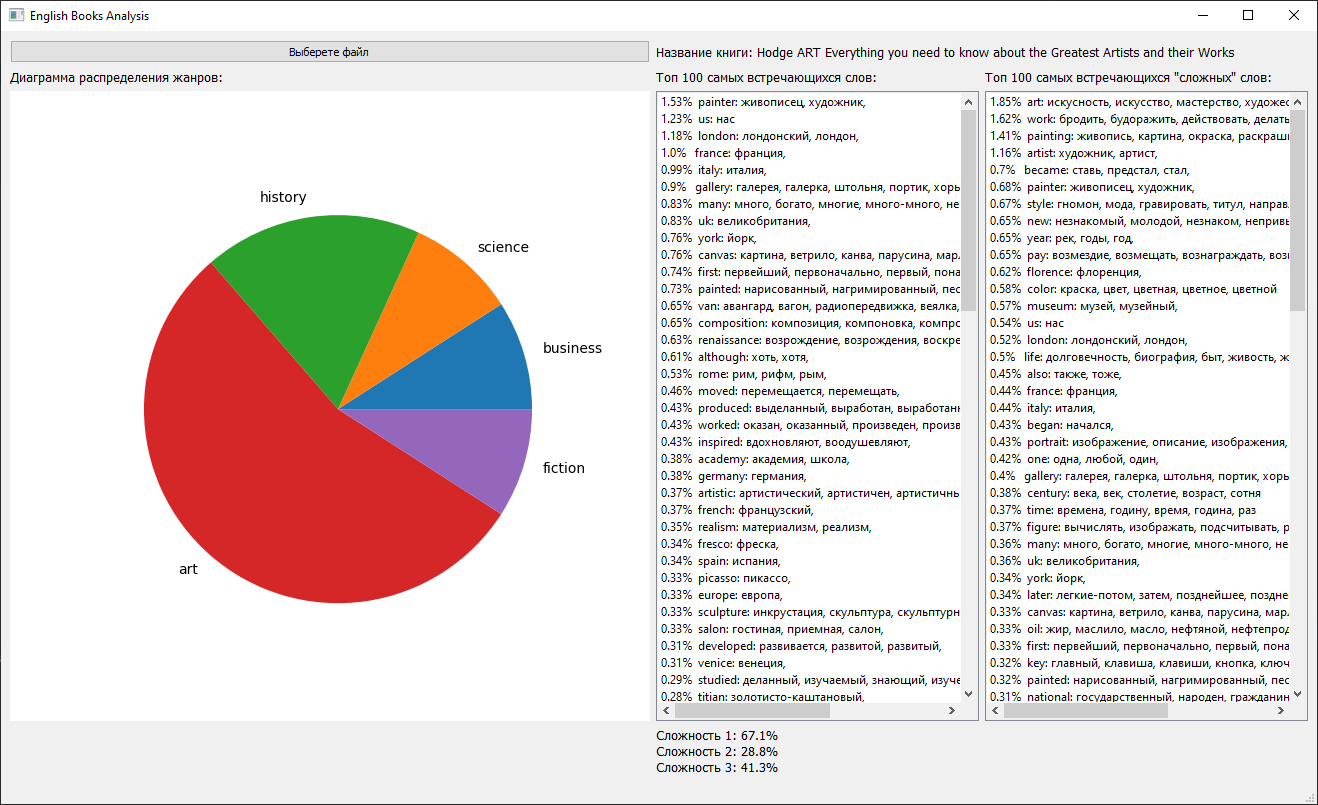 English Books Analysis
Выберете файл
Название книги: Hodge ART Everything you need to know about the Greatest Artists and their Works
Диаграмма распределения жанров:
history
science
business
fiction
art
Топ 100 самых встречающихся слов:
1.53% painter: живописец, художник,
1.23% us: нас
1.18% london: лондонский, лондон,
1.0% france: франция,
0.99% italy: италия,
0.9% gallery: галерея, галерка, штольня, портик, хоры
0.83% many: много, богато, многие, много-много, не
0.83% uk: великобритания,
0.76% york: йорк,
0.76% canvas: картина, ветрило, канва, парусина, мар
0.74% first: первейший, первоначально, первый, пона
0.73% painted: нарисованный, нагримированный, пес
0.65% van: авангард, вагон, радиопередвижка, веялка,
0.65% composition: композиция, компоновка, компро
0.63% renaissance: возрождение, возрождения, воскре
0.61% although: хоть, хотя,
0.53% rome: рим, рифм, рым,
0.46% moved: перемещается, перемещать,
0.43% produced: выделанный, выработан, выработанн
0.43% worked: оказан, оказанный, произведен, произв
0.43% inspired: вдохновляют, воодушевляют,
0.38% academy: академия, школа,
0.38% germany: германия,
0.37% artistic: артистический, артистичен, артистичнь
0.37% french: французский,
0.35% realism: материализм, реализм,
0.34% fresco: фреска,
0.34% spain: испания,
0.33% picasso: пикассо,
0.33% europe: европа,
0.33% sculpture: инкрустация, скульптура, скульптурн
0.33% salon: гостиная, приемная, салон,
0.31% developed: развивается, развитой, развитый,
0.31% venice: венеция,
0.29% studied: деланный, изучаемый, знающий, изуче
0.28% titian: золотисто-каштановый,
Топ 100 самых встречающихся "сложных" слов:
1.85% art: искусность, искусство, мастерство, художес
1.62% work: бродить, будоражить, действовать, делать
1.41% painting: живопись, картина, окраска, раскраш
1.16% artist: художник, артист,
0.7% became: ставь, предстал, стал,
0.68% painter: живописец, художник,
0.67% style: гномон, мода, гравировать, титул, направл
0.65% new: незнакомый, молодой, незнаком, непривы
0.65% year: рек, годы, год,
0.65% pay: возмездие, возмещать, вознаграждать, возн
0.62% florence: флоренция,
0.58% color: краска, цвет, цветная, цветное, цветной
0.57% museum: музей, музейный,
0.54% us: нас
0.52% london: лондонский, лондон,
0.5% life: долговечность, биография, быт, живость, ж
0.45% also: также, тоже,
0.44% france: франция,
0.44% italy: италия,
0.43% began: начался,
0.43% portrait: изображение, описание, изображения,
0.42% one: одна, любой, один,
0.4% gallery: галерея, галерка, штольня, портик, хоры
0.38% century: века, век, столетие, возраст, сотня
0.37% time: времена, годину, время, година, раз
0.37% figure: вычислять, изображать, подсчитывать, р
0.36% many: много, богато, многие, много-много, не
0.36% uk: великобритания,
0.34% york: йорк,
0.34% later: легкие-потом, затем, позднейшее, поздне
0.33% canvas: картина, ветрило, канва, парусина, мар
0.33% oil: жир, маслило, масло, нефтяной, нефтепрод
0.33% first: первейший, первоначально, первый, пона
0.32% key: главный, клавиша, клавиши, кнопка, ключ
0.32% painted: нарисованный, нагримированный, пес
0.31% national: государственный, народен, гражданин
Сложность 1: 67.1%
Сложность 2: 28.8%
Сложность 3: 41.3%